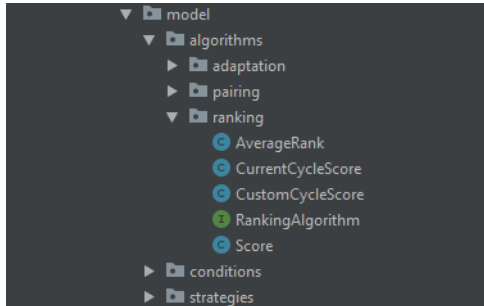 model
algorithms
adaptation
pairing
ranking
C AverageRank
C CurrentCycleScore
C CustomCycleScore
I RankingAlgorithm
C Score
conditions
strategies